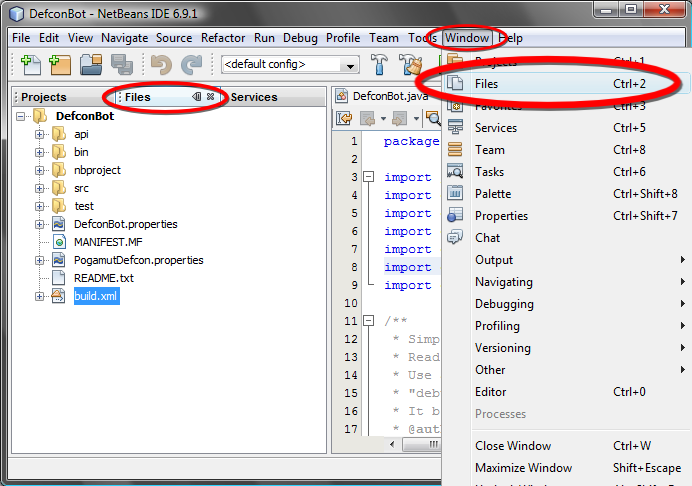 DefconBot - NetBeans IDE 6.9.1
File Edit View Navigate Source Refactor Run Debug Profile Team Tools Window Help
<default config>
Projects Files Services
DefconBot
api
bin
nbproject
src
test
DefconBot.properties
MANIFEST.MF
PogamutDefcon.properties
README.txt
build.xml
DefconBot.java
1 package
2
3 import
4 import
5 import
6 import
7 import
8 import
9 import
10
11 /**
12 * Simp
13 * Read
14 * Use
15 * "deb
16 * It b
17 * @aut
Projects Ctrl+1
Files Ctrl+2
Favorites Ctrl+3
Services Ctrl+5
Team Ctrl+8
Tasks Ctrl+6
Palette Ctrl+Shift+8
Properties Ctrl+Shift+7
Chat
Output
Navigating
Debugging
Profiling
Versioning
Other
Editor Ctrl+0
Processes
Close Window Ctrl+W
Maximize Window Shift+Escape